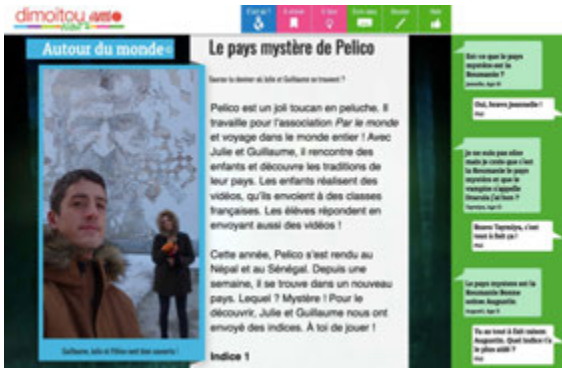 dimoitou
Autour du monde
Le pays mystère de Pelico
Sauras-tu deviner où Julie et Guillaume se trouvent ?
Pelico est un joli toucan en peluche. Il
travaille pour l'association Par le monde
et voyage dans le monde entier ! Avec
Julie et Guillaume, il rencontre des
enfants et découvre les traditions de
leur pays. Les enfants réalisent des
vidéos, qu'ils envoient à des classes
françaises. Les élèves répondent en
envoyant aussi des vidéos !
Cette année, Pelico s'est rendu au
Népal et au Sénégal. Depuis une
semaine, il se trouve dans un nouveau
pays. Lequel ? Mystère ! Pour le
découvrir, Julie et Guillaume nous ont
envoyé des indices. À toi de jouer !
Indice 1
Guillaume, Julie et Pelico sont bien couverts !
Est-ce que le pays
mystère est la
Roumanie ?
Oui, bravo Jeannelle !
je ne suis pas sûre
mais je crois que c'est
la Roumanie le pays
mystère et que le
vampire s'appelle
Dracula j'ai bon ?
Bravo Taymiya, c'est
tout à fait ça !
Le pays mystère est la
Roumanie Bonne
soirée Augustin
Tu as tout à fait raison
Augustin. Quel indice t'a
le plus aidé ?